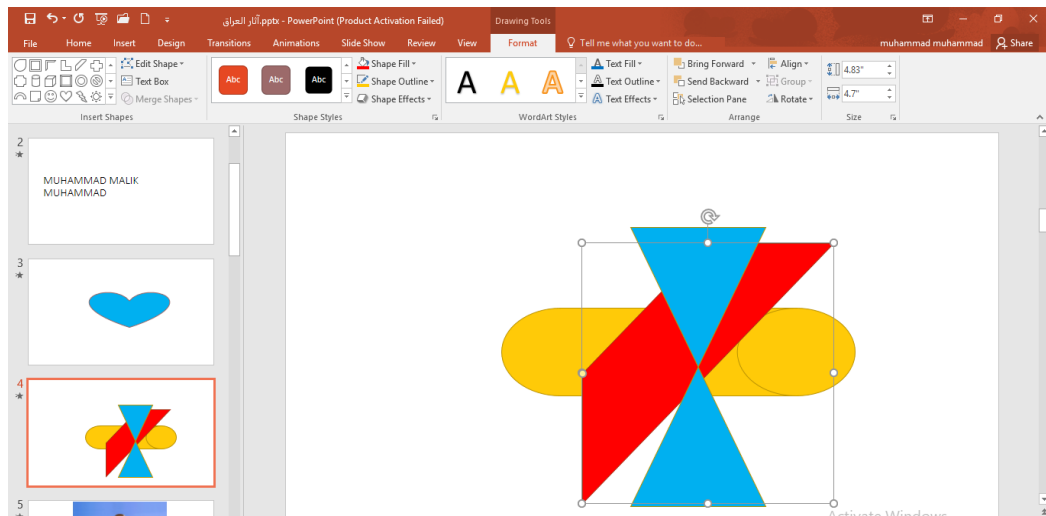 آثار العراق.pptx - PowerPoint (Product Activation Failed)
Drawing Tools
File Home Insert Design Transitions Animations Slide Show Review View Format Tell me what you want to do... muhammad muhammad Share
Edit Shape
Text Box
Merge Shapes
Insert Shapes
Abc Abc Abc
Shape Fill
Shape Outline
Shape Effects
Shape Styles
A A A
Text Fill
Text Outline
Text Effects
WordArt Styles
Bring Forward
Send Backward
Selection Pane
Align
Group
Rotate
Arrange
4.83"
4.7"
Size
2
MUHAMMAD MALIK
MUHAMMAD
3
4
5
Activate Windows